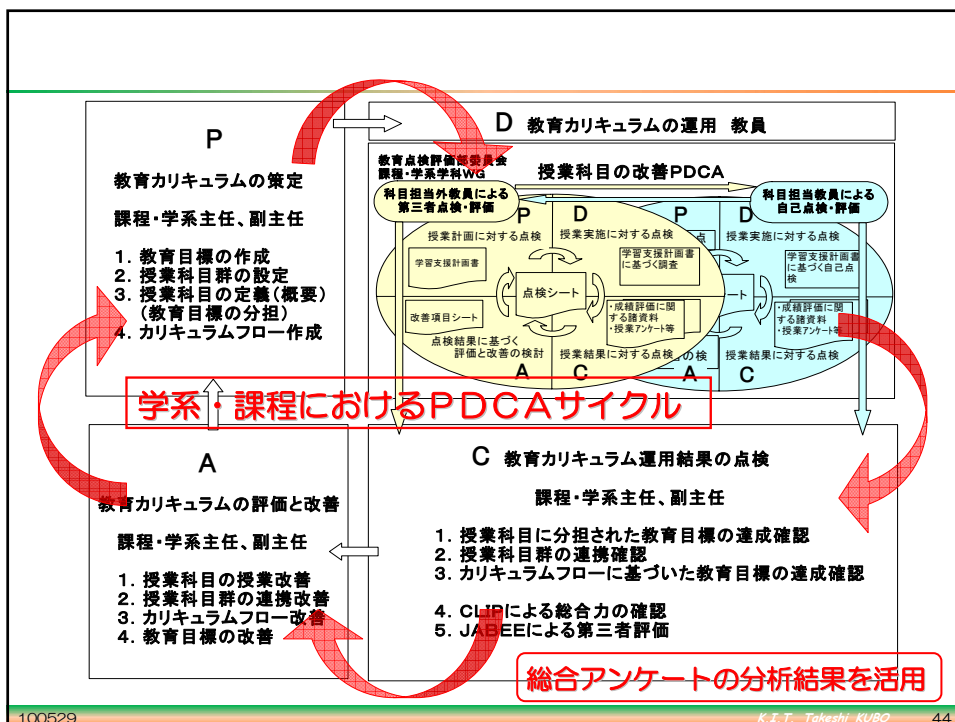 P
教育カリキュラムの策定
課程・学系主任、副主任
1. 教育目標の作成
2. 授業科目群の設定
3. 授業科目の定義（概要）
（教育目標の分担）
4. カリキュラムフロー作成
D 教育カリキュラムの運用 教員
教育点検評価部委員会
課程・学系学科WG
授業科目の改善PDCA
科目担当外教員による
第三者点検・評価
科目担当教員による
自己点検・評価
P
D
授業計画に対する点検
授業実施に対する点検
学習支援計画書
学習支援計画書
に基づく調査
点検シート
改善項目シート
・成績評価に関
する諸資料
・授業アンケート等
点検結果に基づく
評価と改善の検討
授業結果に対する点検
A
C
P
D
点
授業実施に対する点検
学習支援計画書
に基づく自己点
検
ート
・成績評価に関
する諸資料
・授業アンケート等
の検
授業結果に対する点検
A
C
学系・課程におけるPDCAサイクル
A
教育カリキュラムの評価と改善
課程・学系主任、副主任
1. 授業科目の授業改善
2. 授業科目群の連携改善
3. カリキュラムフロー改善
4. 教育目標の改善
C 教育カリキュラム運用結果の点検
課程・学系主任、副主任
1. 授業科目に分担された教育目標の達成確認
2. 授業科目群の連携確認
3. カリキュラムフローに基づいた教育目標の達成確認
4. CLIPによる総合力の確認
5. JABEEによる第三者評価
総合アンケートの分析結果を活用
100529
K.I.T. Takeshi KUBO
44